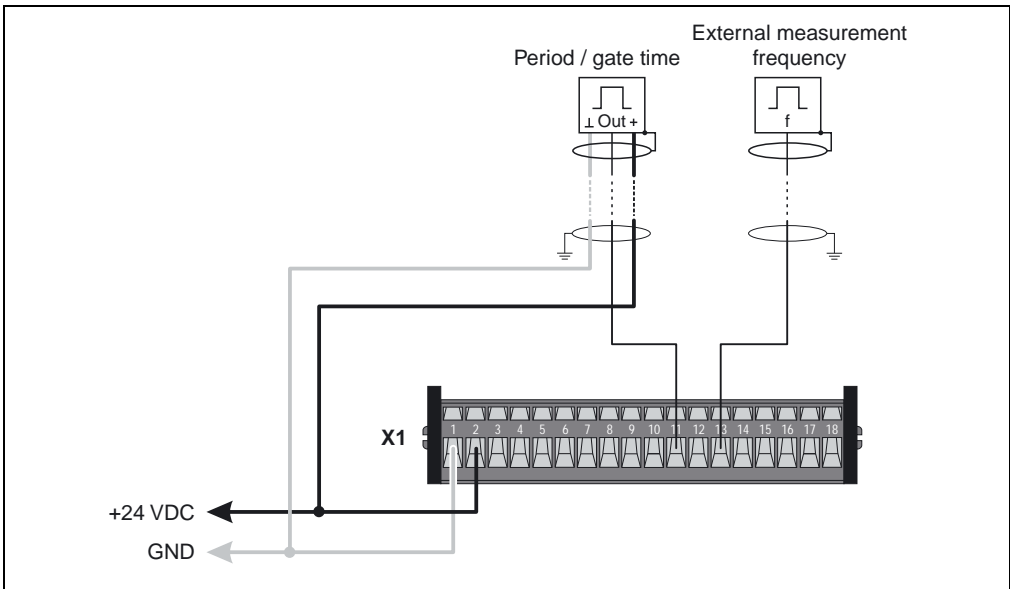 External measurement
frequency
Period / gate time
⊥ Out +
f
X1
1 2 3 4 5 6 7 8 9 10 11 12 13 14 15 16 17 18
+24 VDC
GND